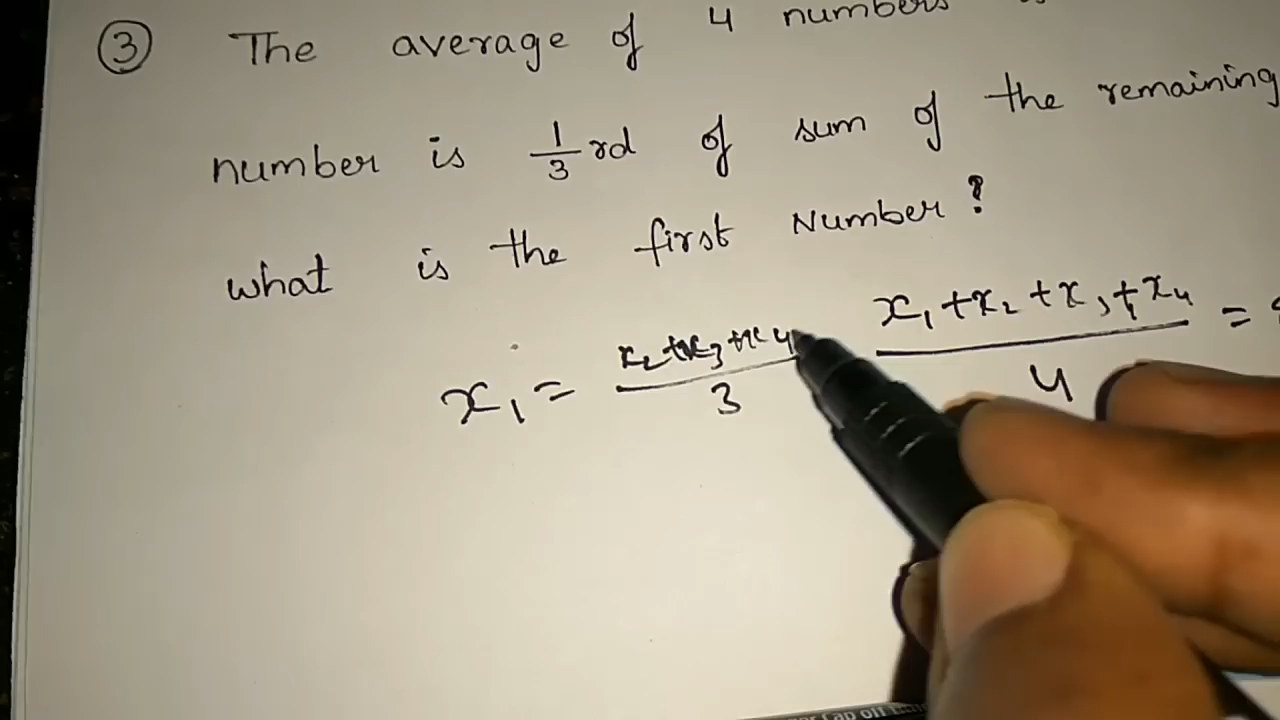 ③ The average of 4 numbers
number is 1/3 rd of sum of the remaining
what is the first Number?
x₁ = (x₂+x₃+x4)/3
(x₁+x₂+x₃+x₄)/4 =